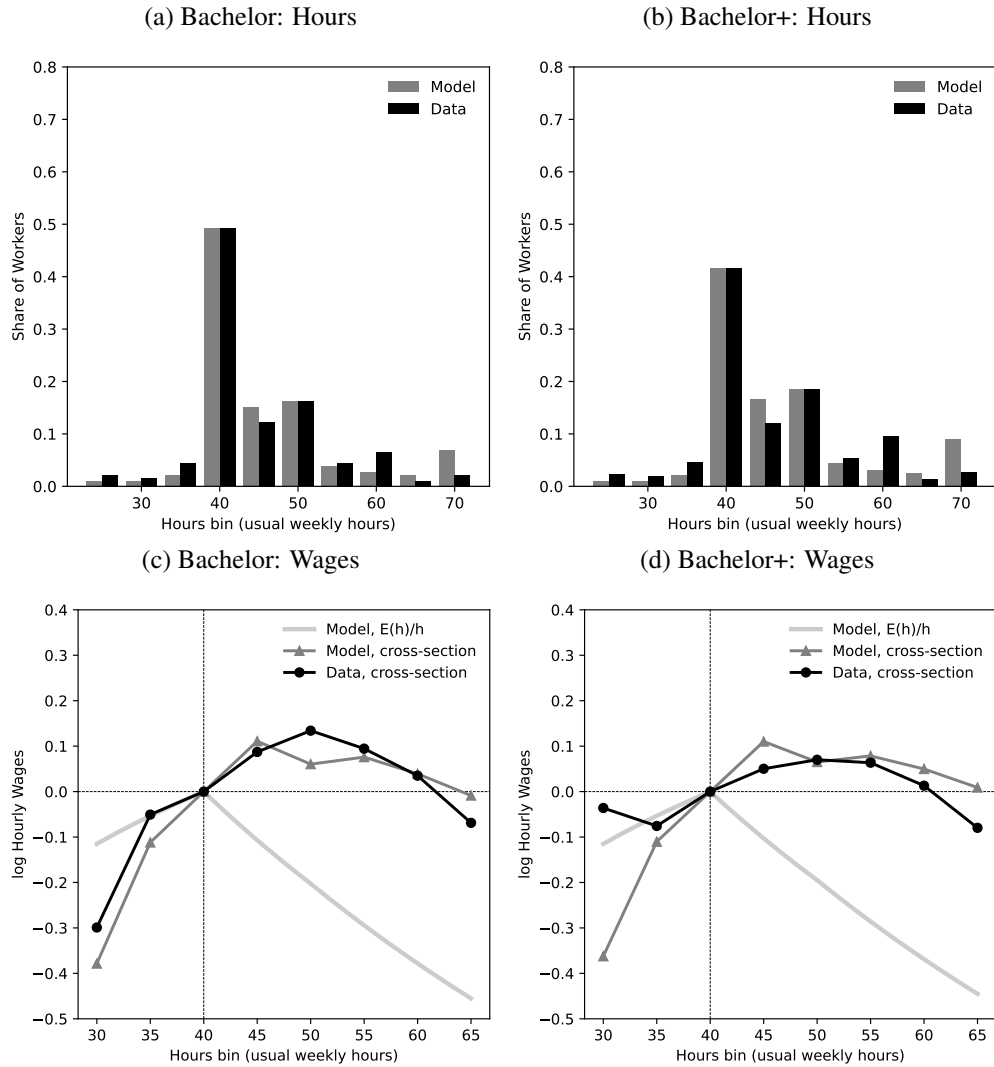 (a) Bachelor: Hours
0.8
0.7
0.6
0.5
0.4
0.3
0.2
0.1
0.0
Share of Workers
Model
Data
30
40
50
60
70
Hours bin (usual weekly hours)
(b) Bachelor+: Hours
0.8
0.7
0.6
0.5
0.4
0.3
0.2
0.1
0.0
Share of Workers
Model
Data
30
40
50
60
70
Hours bin (usual weekly hours)
(c) Bachelor: Wages
0.4
0.3
0.2
0.1
0.0
−0.1
−0.2
−0.3
−0.4
−0.5
log Hourly Wages
Model, E(h)/h
Model, cross-section
Data, cross-section
30
35
40
45
50
55
60
65
Hours bin (usual weekly hours)
(d) Bachelor+: Wages
0.4
0.3
0.2
0.1
0.0
−0.1
−0.2
−0.3
−0.4
−0.5
log Hourly Wages
Model, E(h)/h
Model, cross-section
Data, cross-section
30
35
40
45
50
55
60
65
Hours bin (usual weekly hours)